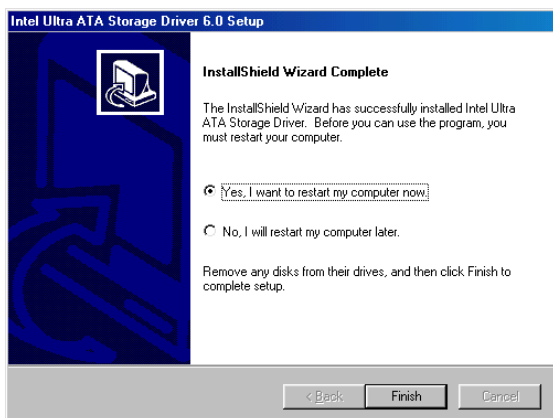 Intel Ultra ATA Storage Driver 6.0 Setup
InstallShield Wizard Complete
The InstallShield Wizard has successfully installed Intel Ultra
ATA Storage Driver. Before you can use the program, you
must restart your computer.
Yes, I want to restart my computer now.
No, I will restart my computer later.
Remove any disks from their drives, and then click Finish to
complete setup.
< Back
Finish
Cancel